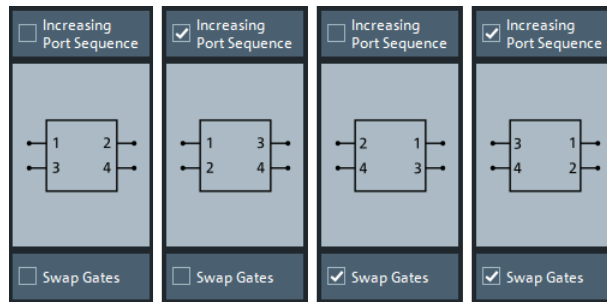 Increasing
Port Sequence
1 2
3 4
Swap Gates
Increasing
Port Sequence
1 3
2 4
Swap Gates
Increasing
Port Sequence
2 1
4 3
Swap Gates
Increasing
Port Sequence
3 1
4 2
Swap Gates